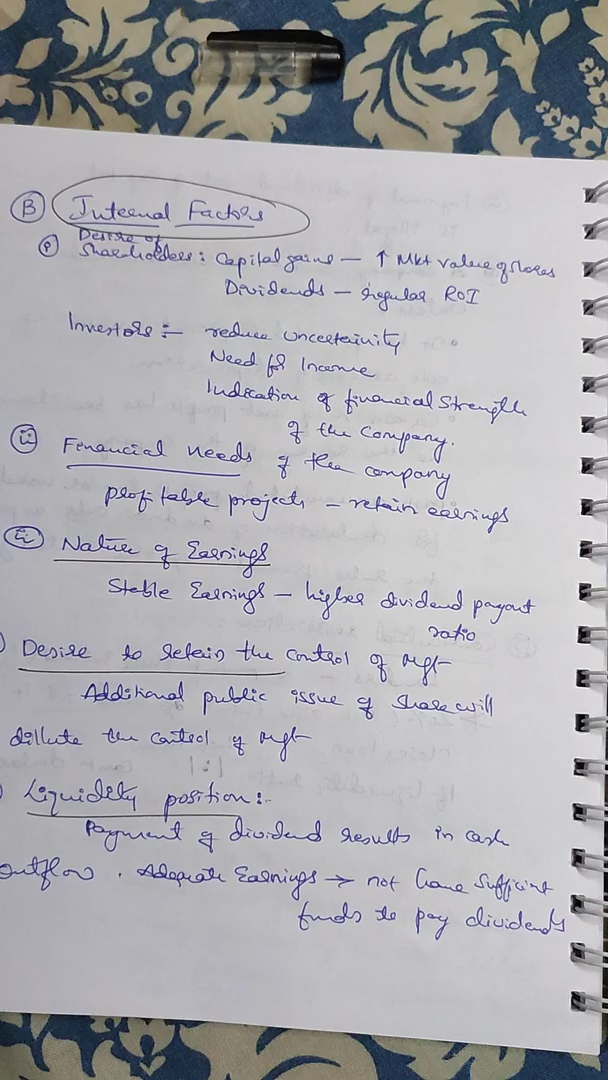 B Internal Factors
Desire of
i) Shareholders: Capital gains — ↑ Mkt value of shares
Dividends — regular ROI
Investors :— reduce uncertainity
Need for Income
Indication of financial Strength
of the Company.
ii) Financial needs of the company
profitable projects — retain earnings
iii) Nature of Earnings
Stable Earnings — higher dividend payout
ratio
) Desire to retain the control of mgt
Additional public issue of share will
dillute the control of mgt
) Liquidity position:-
Payment of dividend results in cash
outflow. Adequate Earnings → not have sufficient
funds to pay dividends